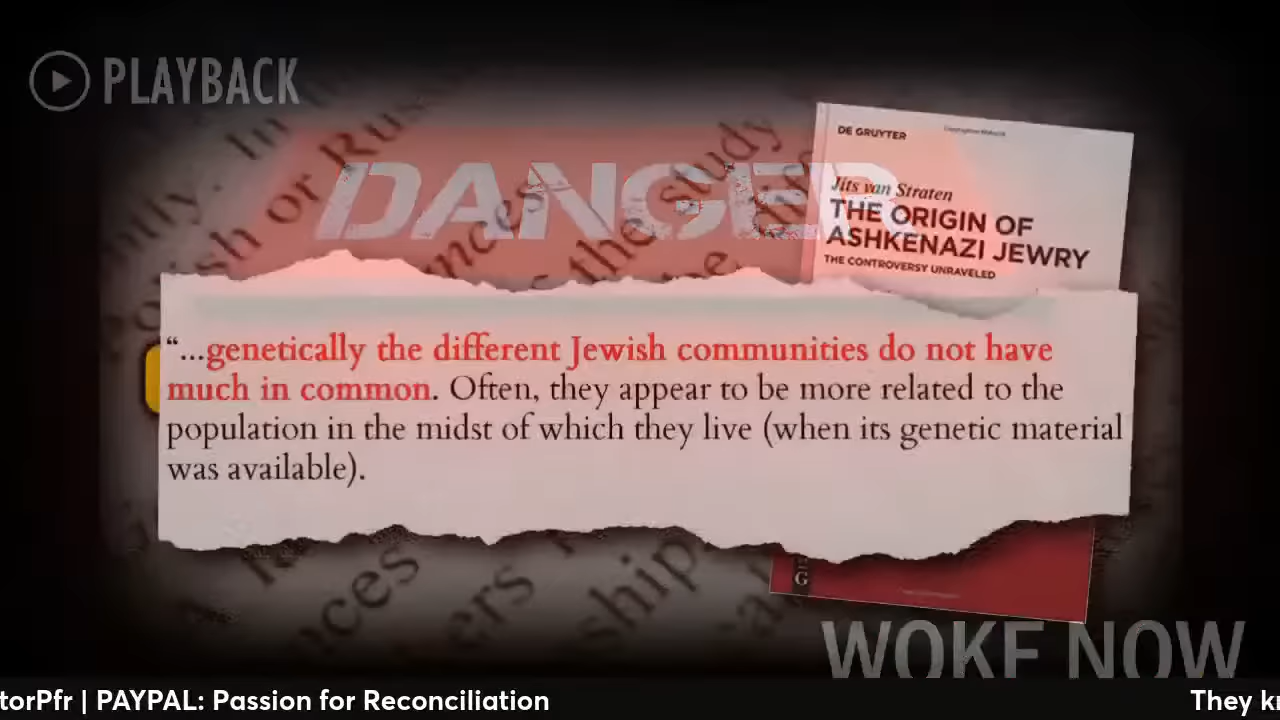 PLAYBACK
DANGER
DE GRUYTER
Jits van Straten
THE ORIGIN OF
ASHKENAZI JEWRY
THE CONTROVERSY UNRAVELED
“...genetically the different Jewish communities do not have
much in common. Often, they appear to be more related to the
population in the midst of which they live (when its genetic material
was available).
G
WOKE NOW
torPfr | PAYPAL: Passion for Reconciliation
They k